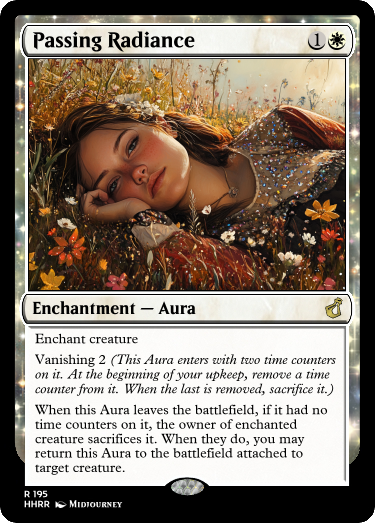 Passing Radiance 1
Enchantment — Aura
Enchant creature
Vanishing 2 (This Aura enters with two time counters
on it. At the beginning of your upkeep, remove a time
counter from it. When the last is removed, sacrifice it.)
When this Aura leaves the battlefield, if it had no
time counters on it, the owner of enchanted
creature sacrifices it. When they do, you may
return this Aura to the battlefield attached to
target creature.
R 195
HHRR Midjourney